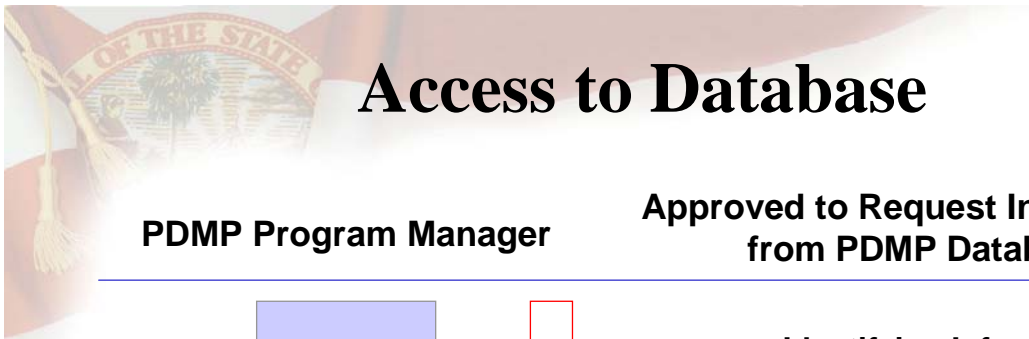 OF THE STATE
Access to Database
PDMP Program Manager
Approved to Request
from PDMP